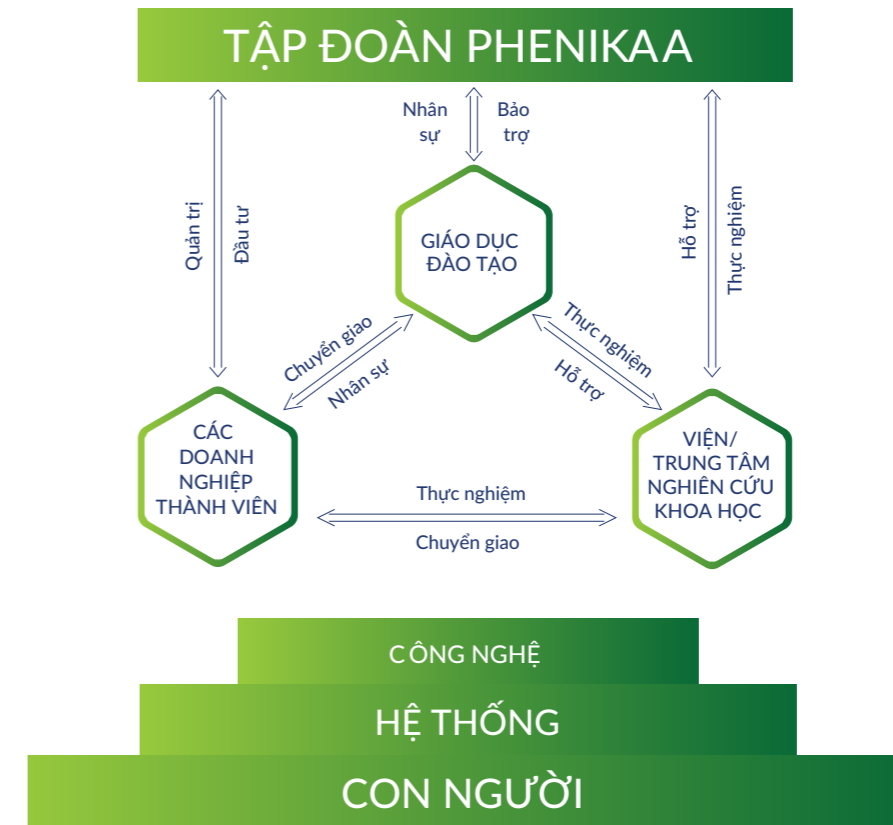 TẬP ĐOÀN PHENIKAA
Nhân
sự
Bảo
trợ
Quản trị
Đầu tư
Hỗ trợ
Thực nghiệm
GIÁO DỤC
ĐÀO TẠO
Chuyển giao
Nhân sự
Thực nghiệm
Hỗ trợ
CÁC
DOANH
NGHIỆP
THÀNH VIÊN
Thực nghiệm
Chuyển giao
VIỆN/
TRUNG TÂM
NGHIÊN CỨU
KHOA HỌC
CÔNG NGHỆ
HỆ THỐNG
CON NGƯỜI